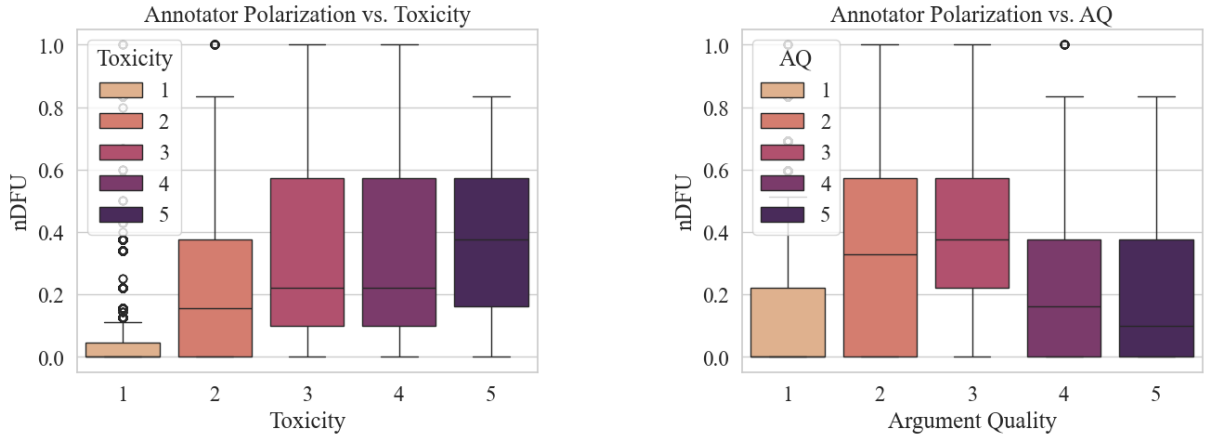 Annotator Polarization vs. Toxicity
nDFU
1.0
0.8
0.6
0.4
0.2
0.0
Toxicity
1
2
3
4
5
1 2 3 4 5
Toxicity
Annotator Polarization vs. AQ
nDFU
1.0
0.8
0.6
0.4
0.2
0.0
AQ
1
2
3
4
5
1 2 3 4 5
Argument Quality